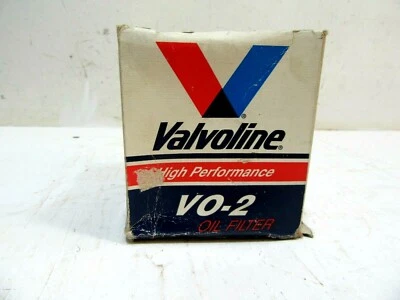 Valvoline®
High Performance
VO-2
OIL FILTER